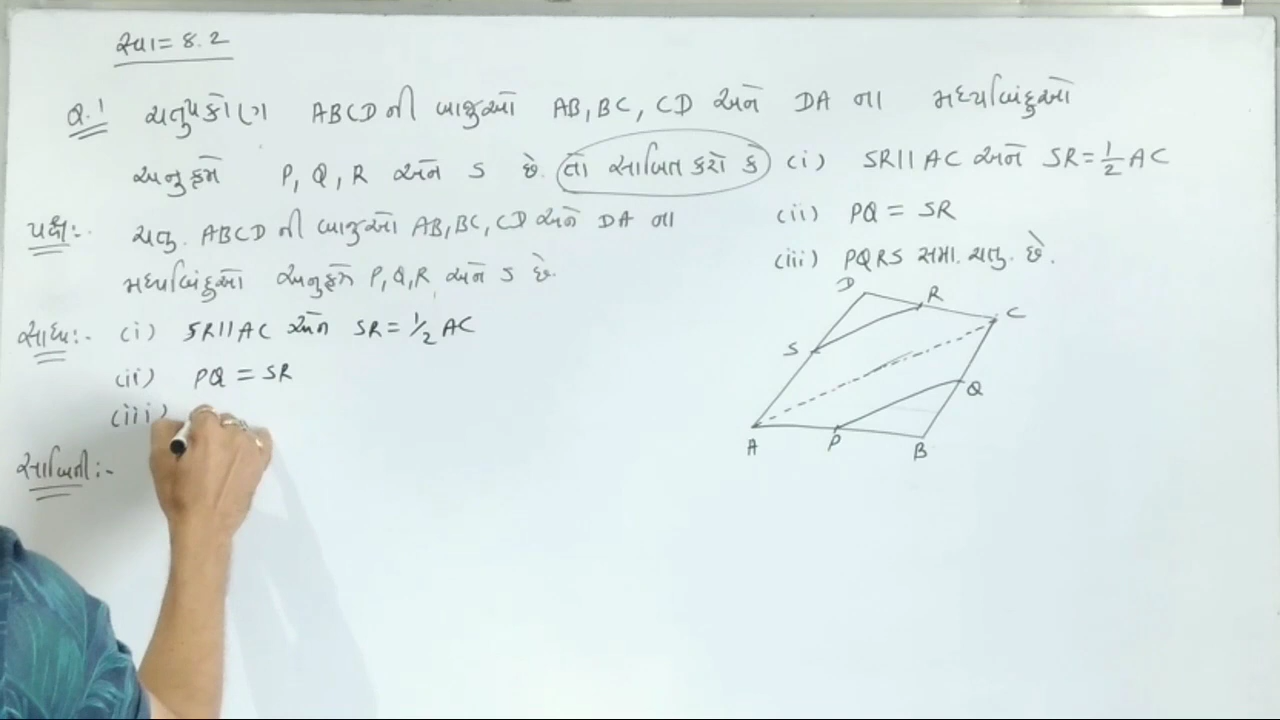 સ્વા = 8.2
Q.1 ચતુષ્કોણ ABCD ની બાજુઓ AB, BC, CD અને DA ના મધ્યબિંદુઓ
અનુક્રમે P, Q, R અને S છે. તો સાબિત કરો કે (i) SR || AC અને SR = 1/2 AC
(ii) PQ = SR
(iii) PQRS સમા. ચતુ. છે.
પક્ષ :- ચતુ. ABCD ની બાજુઓ AB, BC, CD અને DA ના
મધ્યબિંદુઓ અનુક્રમે P, Q, R અને S છે.
સાધ્ય :- (i) SR || AC અને SR = 1/2 AC
(ii) PQ = SR
(iii)
સાબિતી :-
D R C
S Q
A P B